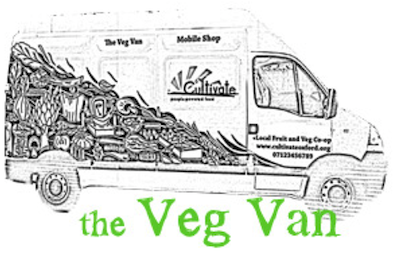 The Veg Van Mobile Shop
Cultivate
people powered food
Local Fruit and Veg Co-op
www.cultivateoxford.org
07123456789
the Veg Van